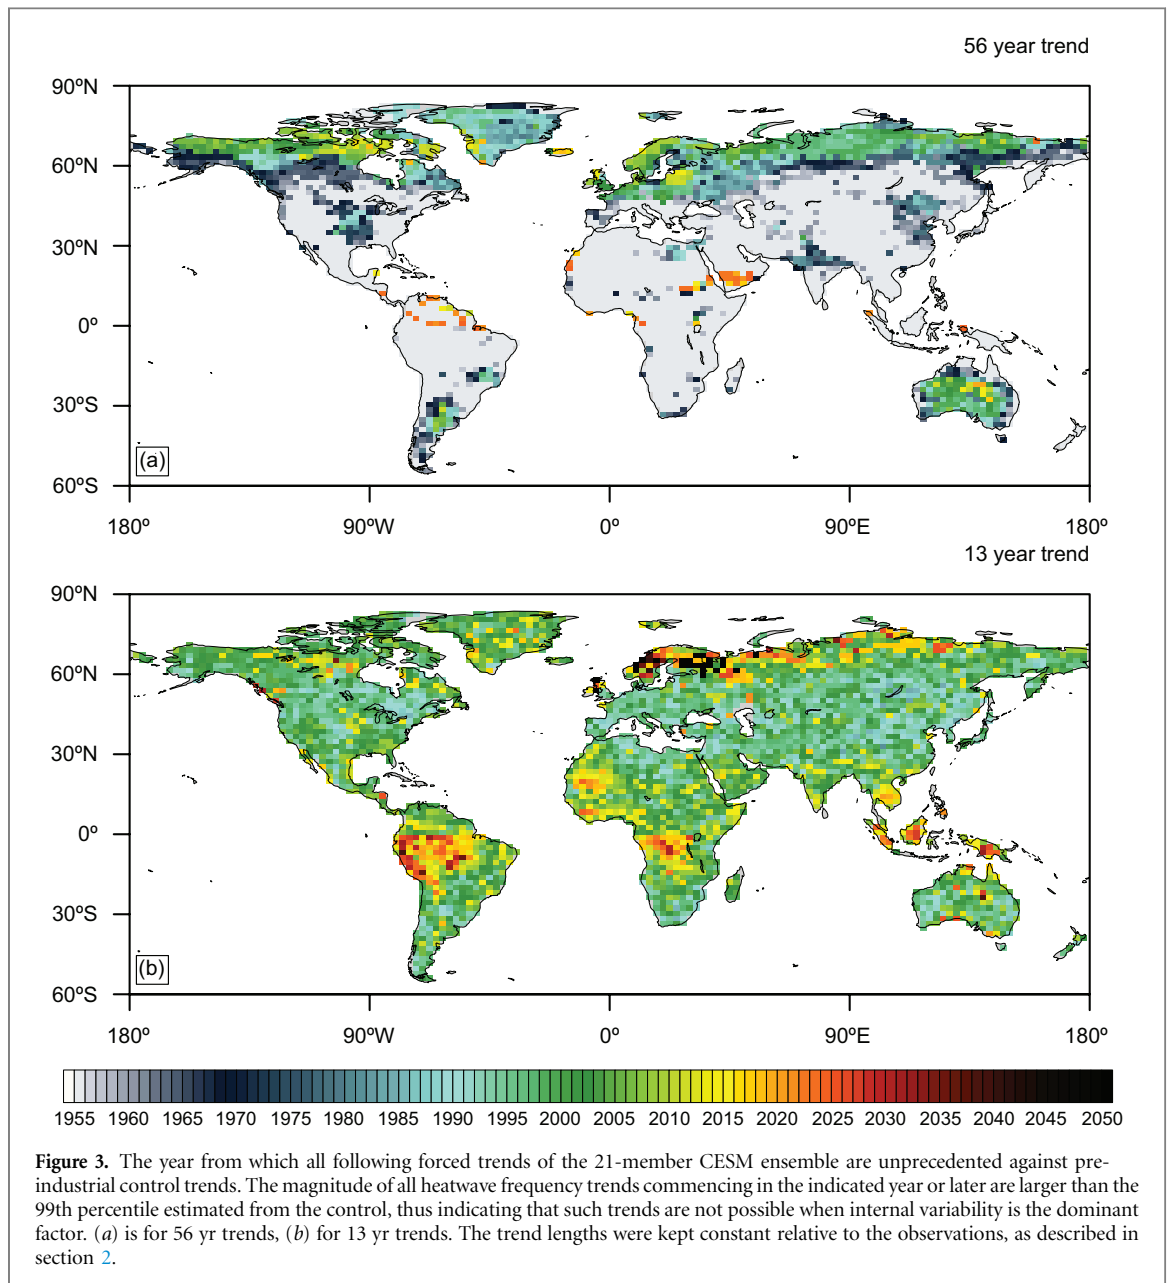 56 year trend
90ºN
60ºN
30ºN
0º
30ºS
60ºS
(a)
180º 90ºW 0º 90ºE 180º
13 year trend
90ºN
60ºN
30ºN
0º
30ºS
60ºS
(b)
180º 90ºW 0º 90ºE 180º
1955 1960 1965 1970 1975 1980 1985 1990 1995 2000 2005 2010 2015 2020 2025 2030 2035 2040 2045 2050
Figure 3. The year from which all following forced trends of the 21-member CESM ensemble are unprecedented against pre-
industrial control trends. The magnitude of all heatwave frequency trends commencing in the indicated year or later are larger than the
99th percentile estimated from the control, thus indicating that such trends are not possible when internal variability is the dominant
factor. (a) is for 56 yr trends, (b) for 13 yr trends. The trend lengths were kept constant relative to the observations, as described in
section 2.